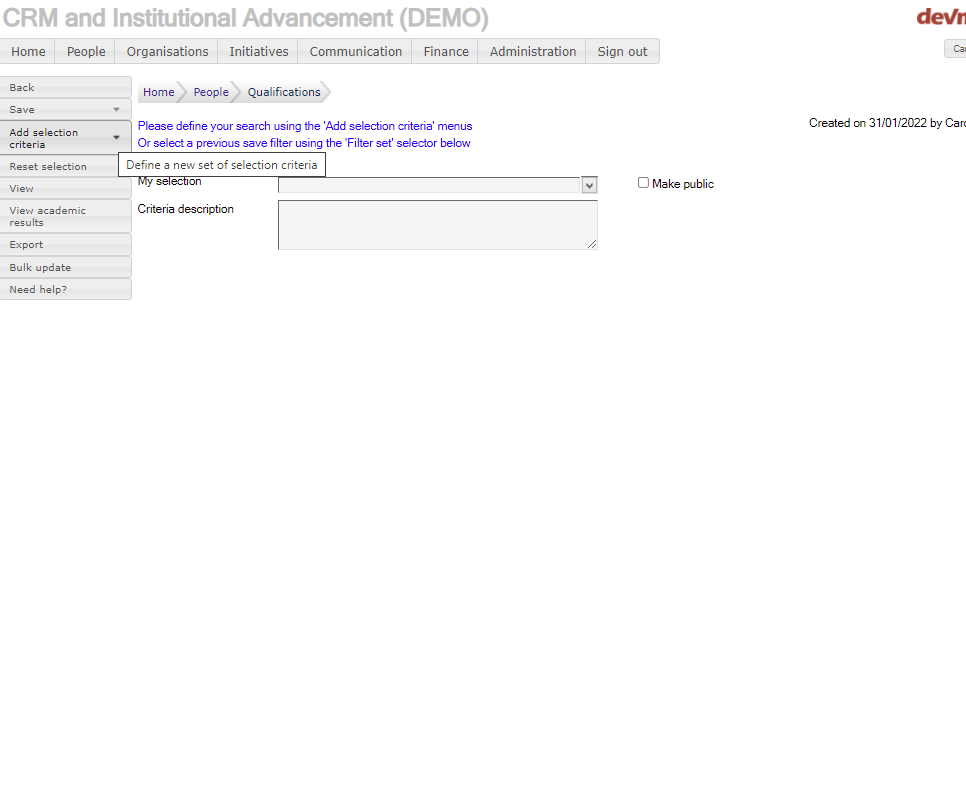 CRM and Institutional Advancement (DEMO)
Home People Organisations Initiatives Communication Finance Administration Sign out
Back
Save
Add selection
criteria
Reset selection
View
View academic
results
Export
Bulk update
Need help?
Home People Qualifications
Please define your search using the 'Add selection criteria' menus
Or select a previous save filter using the 'Filter set' selector below
Created on 31/01/2022 by
Define a new set of selection criteria
My selection
Make public
Criteria description